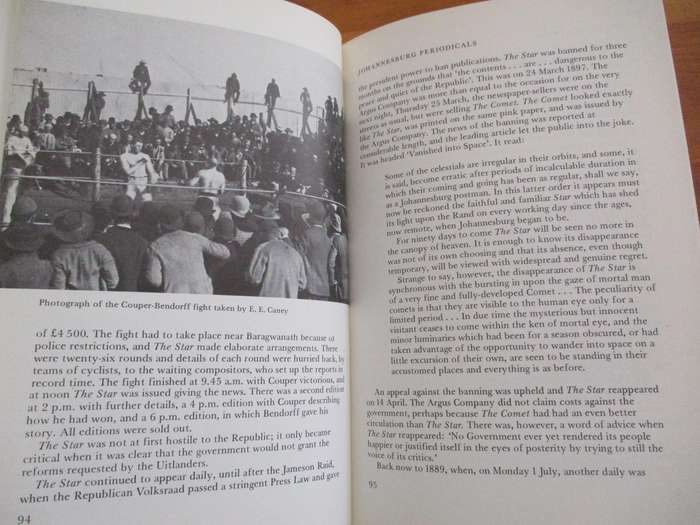 Photograph of the Couper-Bendorff fight taken by E. E. Caney
of £4 500. The fight had to take place near Baragwanath because of
police restrictions, and The Star made elaborate arrangements. There
were twenty-six rounds and details of each round were hurried back, by
teams of cyclists, to the waiting compositors, who set up the reports in
record time. The fight finished at 9.45 a.m. with Couper victorious, and
at noon The Star was issued giving the news. There was a second edition
at 2 p.m. with further details, a 4 p.m. edition with Couper describing
how he had won, and a 6 p.m. edition, in which Bendorff gave his
story. All editions were sold out.
The Star was not at first hostile to the Republic; it only became
critical when it was clear that the government would not grant the
reforms requested by the Uitlanders.
The Star continued to appear daily, until after the Jameson Raid,
when the Republican Volksraad passed a stringent Press Law and gave
94
JOHANNESBURG PERIODICALS
the president power to ban publications. The Star was banned for three
months on the grounds that 'the contents . . . are . . . dangerous to the
peace and quiet of the Republic'. This was on 24 March 1897. The
Argus Company was more than equal to the occasion for on the very
next night, Thursday 25 March, the newspaper-sellers were on the
streets as usual, but were selling The Comet. The Comet looked exactly
like The Star, was printed on the same pink paper, and was issued by
the Argus Company. The news of the banning was reported at
considerable length, and the leading article let the public into the joke.
It was headed 'Vanished into Space'. It read:
Some of the celestials are irregular in their orbits, and some, it
is said, become erratic after periods of incalculable duration in
which their coming and going has been as regular, shall we say,
as a Johannesburg postman. In this latter order it appears must
now be reckoned the faithful and familiar Star which has shed
its light upon the Rand on every working day since the ages,
now remote, when Johannesburg began to be.
For ninety days to come The Star will be seen no more in
the canopy of heaven. It is enough to know its disappearance
was not of its own choosing and that its absence, even though
temporary, will be viewed with widespread and genuine regret.
Strange to say, however, the disappearance of The Star is
synchronous with the bursting in upon the gaze of mortal man
of a very fine and fully-developed Comet . . . The peculiarity of
comets is that they are visible to the human eye only for a
limited period . . . In due time the mysterious but innocent
visitant ceases to come within the ken of mortal eye, and the
minor luminaries which had been for a season obscured, or had
taken advantage of the opportunity to wander into space on a
little excursion of their own, are seen to be standing in their
accustomed places and everything is as before.
An appeal against the banning was upheld and The Star reappeared
on 14 April. The Argus Company did not claim costs against the
government, perhaps because The Comet had had an even better
circulation than The Star. There was, however, a word of advice when
The Star reappeared: 'No Government ever yet rendered its people
happier or justified itself in the eyes of posterity by trying to still the
voice of its critics.'
Back now to 1889, when, on Monday 1 July, another daily was
95